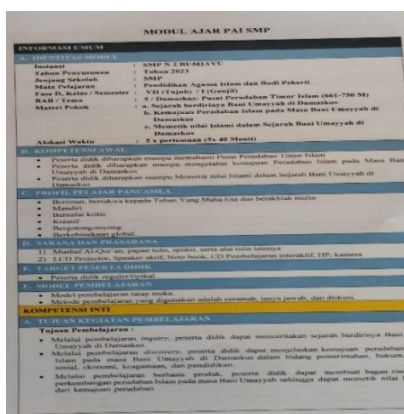 MODUL AJAR PAI SMP
INFORMASI UMUM
A. IDENTITAS MODUL
Instansi : SMP N 2 BUMIAYU
Tahun Penyusunan : Tahun 2023
Jenjang Sekolah : SMP
Mata Pelajaran : Pendidikan Agama Islam dan Budi Pekerti
Fase D, Kelas / Semester : VII (Tujuh) / I (Ganjil)
BAB / Tema : 5 / Damaskus: Pusat Peradaban Timur Islam (661-750 M)
Materi Pokok : a. Sejarah berdirinya Bani Umayyah di Damaskus
b. Kemajuan Peradaban Islam pada Masa Bani Umayyah di
Damaskus
c. Memetik nilai Islami dalam Sejarah Bani Umayyah di
Damaskus
Alokasi Waktu : 5 x pertemuan (5x 40 Menit)
B. KOMPETENSI AWAL
• Peserta didik diharapkan mampu memahami Pusat Peradaban Timur Islam
• Peserta didik diharapkan mampu mengetahui Kemajuan Peradaban Islam pada Masa Bani
Umayyah di Damaskus
• Peserta didik diharapkan mampu Memetik nilai Islami dalam Sejarah Bani Umayyah di
Damaskus
C. PROFIL PELAJAR PANCASILA
• Beriman, bertakwa kepada Tuhan Yang Maha Esa dan berakhlak mulia
• Mandiri
• Bernalar kritis
• Kreatif
• Bergotong-royong
• Berkebinekaan global
D. SARANA DAN PRASARANA
1) Mushaf Al-Qur'an, papan tulis, spidol, serta alat tulis lainnya
2) LCD Projector, Speaker aktif, Note book, CD Pembelajaran interaktif, HP, kamera
E. TARGET PESERTA DIDIK
• Peserta didik reguler/tipikal
F. MODEL PEMBELAJARAN
• Model pembelajaran tatap muka.
• Metode pembelajaran yang digunakan adalah ceramah, tanya jawab, dan diskusi.
KOMPETENSI INTI
A. TUJUAN KEGIATAN PEMBELAJARAN
Tujuan Pembelajaran :
• Melalui pembelajaran inquiry, peserta didik dapat menceritakan sejarah berdirinya Bani
Umayyah di Damaskus.
• Melalui pembelajaran discovery, peserta didik dapat menjelaskan kemajuan peradaban
Islam pada masa Bani Umayyah di Damaskus dalam bidang pemerintahan, hukum,
sosial, ekonomi, keagamaan, dan pendidikan.
• Melalui pembelajaran berbasis produk, peserta didik dapat membuat bagan
perkembangan peradaban Islam pada masa Bani Umayyah sehingga dapat memetik nilai
dari kemajuan peradaban